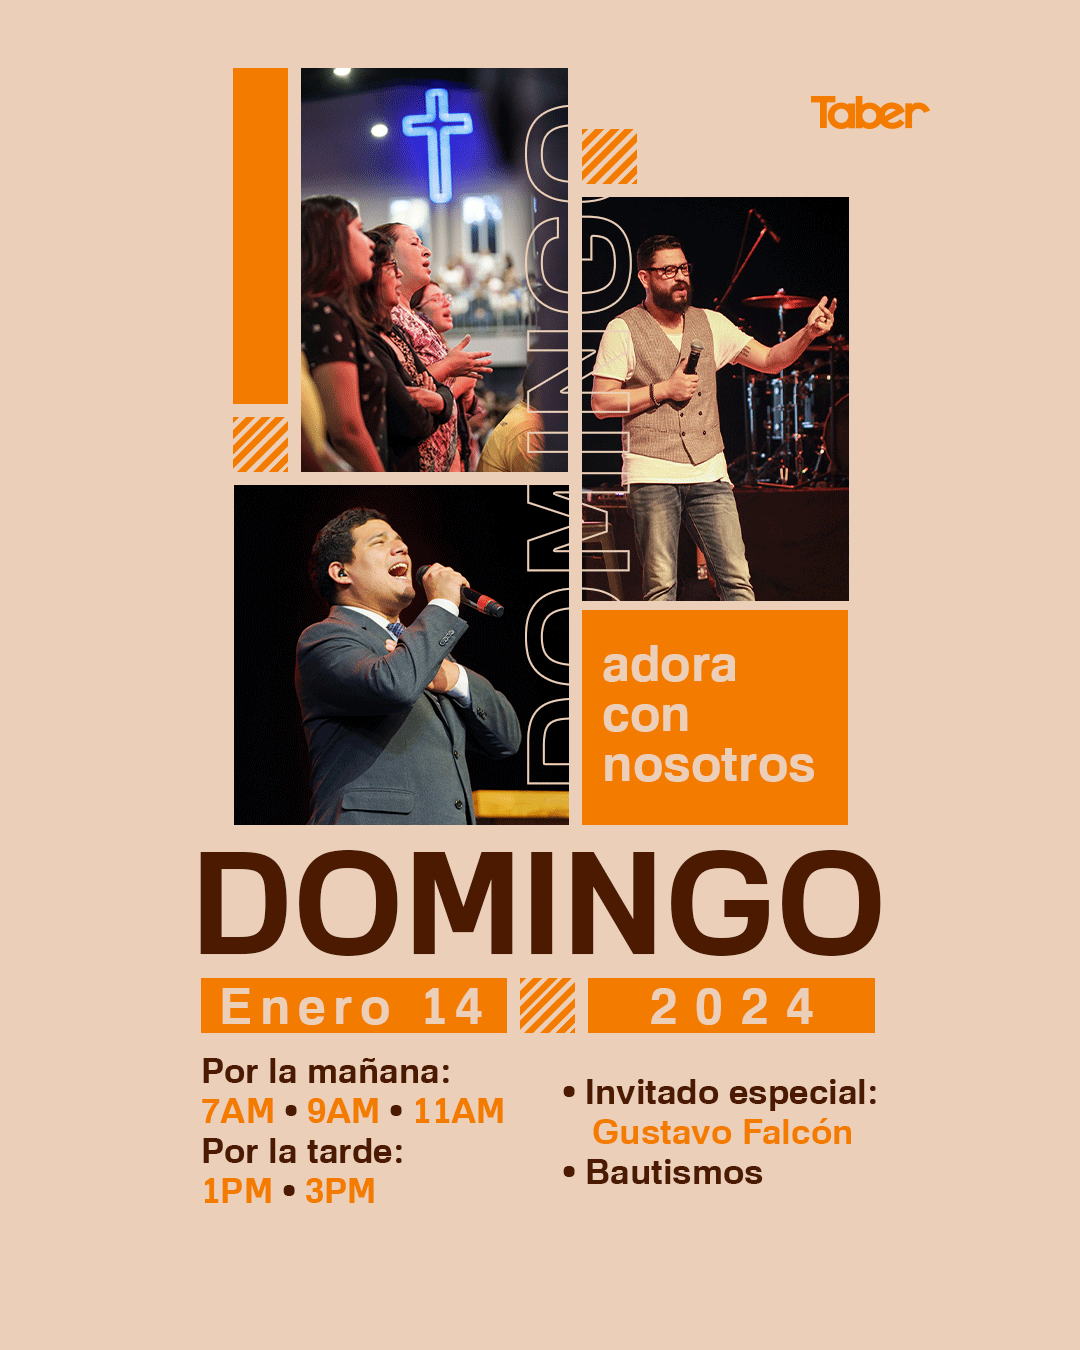 Taber
DOMINGO
DOMINGO
adora
con
nosotros
DOMINGO
Enero 14
2024
Por la mañana:
7AM • 9AM • 11AM
Por la tarde:
1PM • 3PM
• Invitado especial:
Gustavo Falcón
• Bautismos